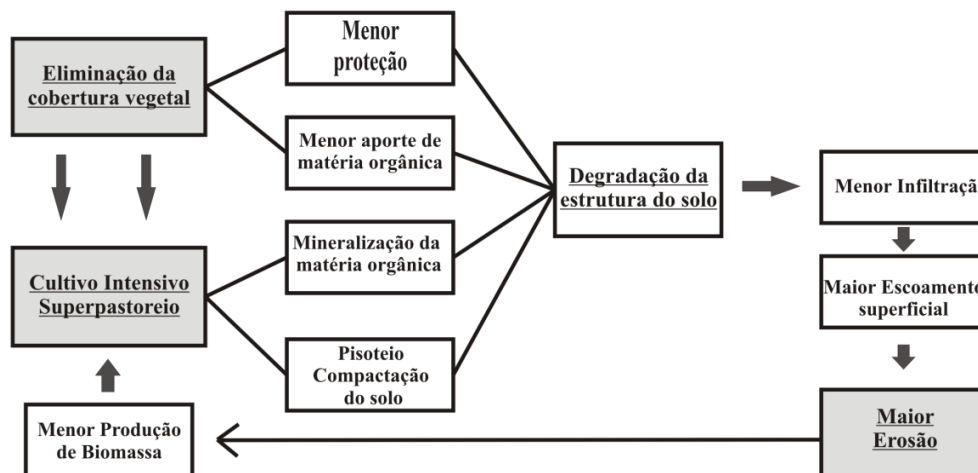 Eliminação da
cobertura vegetal
Menor
proteção
Menor aporte de
matéria orgânica
Cultivo Intensivo
Superpastoreio
Mineralização da
matéria orgânica
Pisoteio
Compactação
do solo
Degradação da
estrutura do solo
Menor Infiltraçã
Maior Escoamento
superficial
Maior
Erosão
Menor Produção
de Biomassa